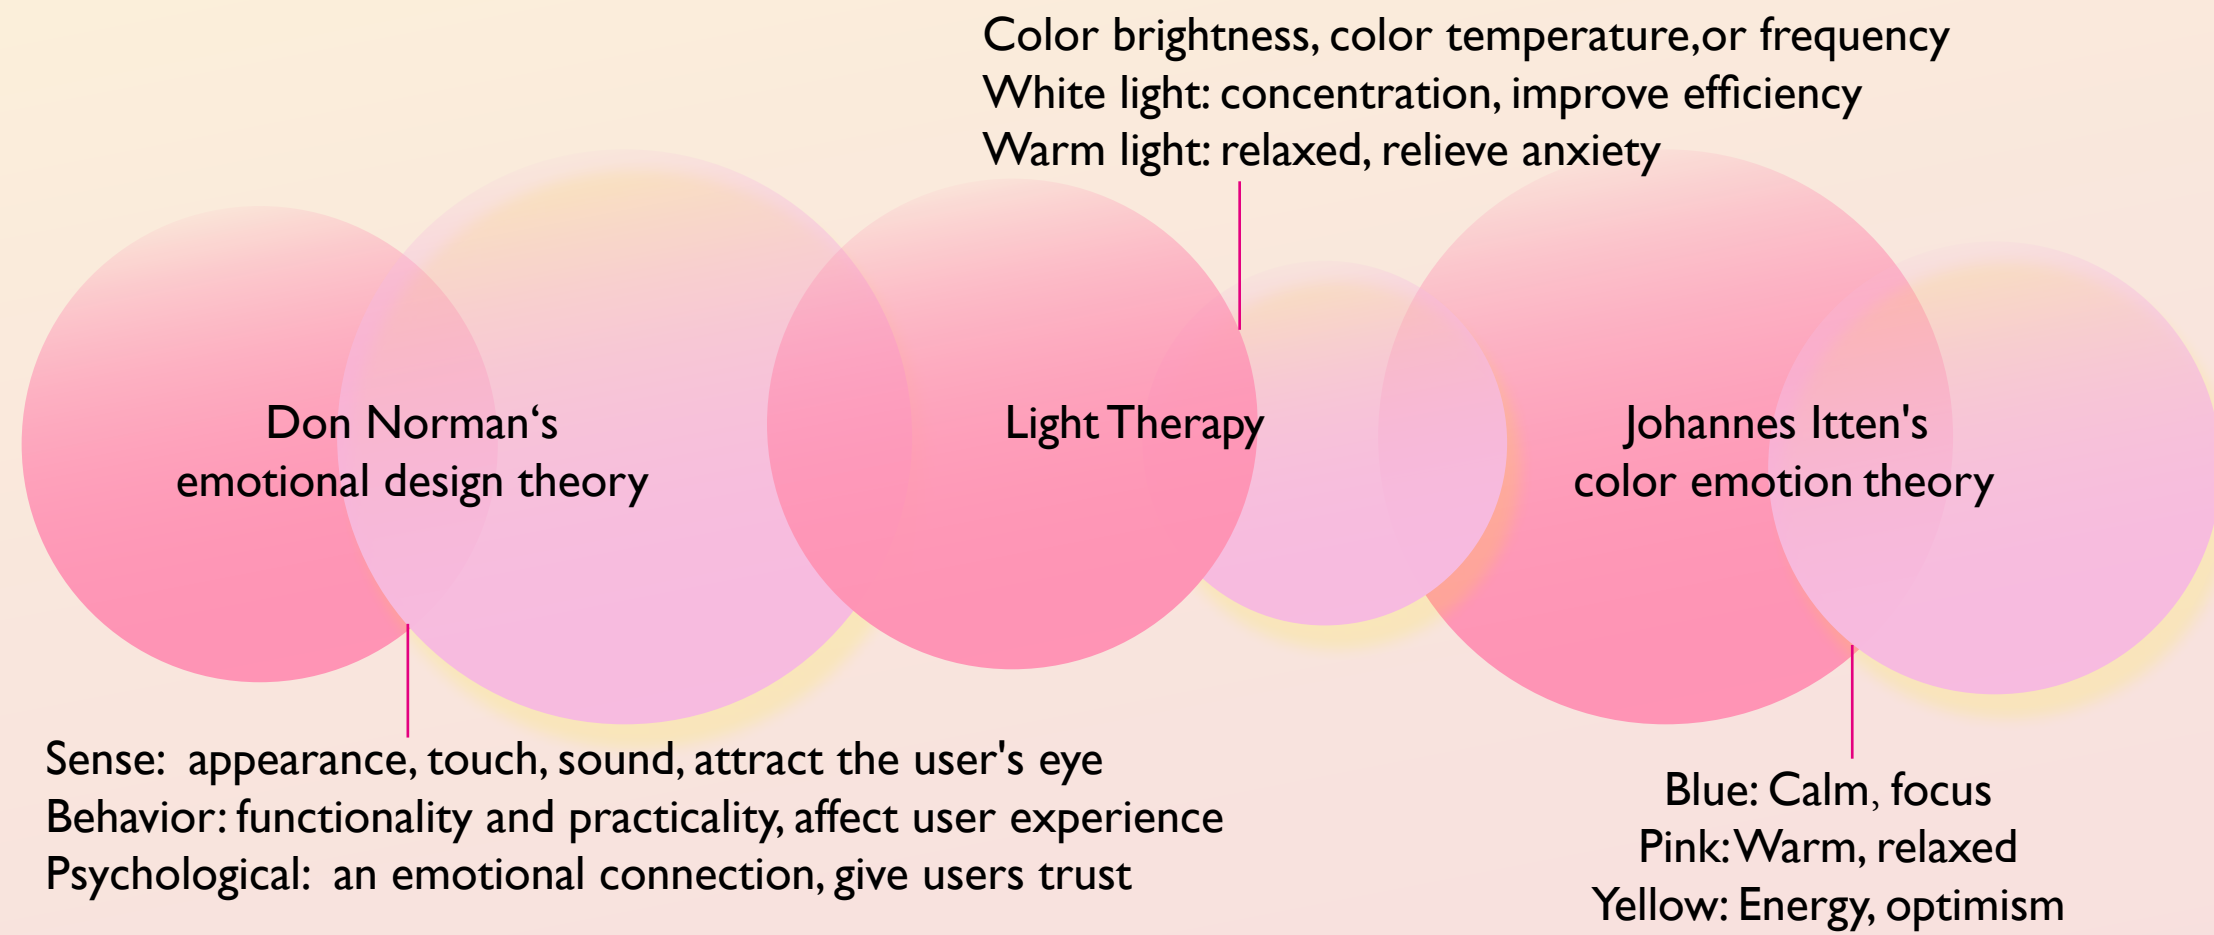 Color brightness, color temperature,or frequency
White light: concentration, improve efficiency
Warm light: relaxed, relieve anxiety
Don Norman‘s
emotional design theory
Light Therapy
Johannes Itten's
color emotion theory
Sense: appearance, touch, sound, attract the user's eye
Behavior: functionality and practicality, affect user experience
Psychological: an emotional connection, give users trust
Blue: Calm, focus
Pink: Warm, relaxed
Yellow: Energy, optimism